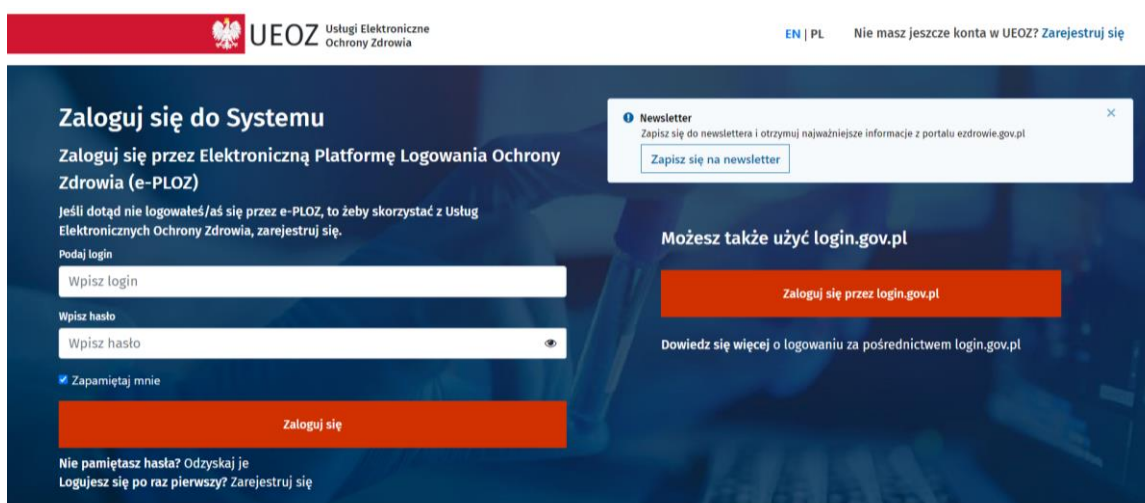 UEOZ Usługi Elektroniczne
Ochrony Zdrowia
EN | PL Nie masz jeszcze konta w UEOZ? Zarejestruj się
Zaloguj się do Systemu
Zaloguj się przez Elektroniczną Platformę Logowania Ochrony
Zdrowia (e-PLOZ)
Jeśli dotąd nie logowałeś/aś się przez e-PLOZ, to żeby skorzystać z Usług
Elektronicznych Ochrony Zdrowia, zarejestruj się.
Podaj login
Wpisz login
Wpisz hasło
Wpisz hasło
Zapamiętaj mnie
Zaloguj się
Nie pamiętasz hasła? Odzyskaj je
Logujesz się po raz pierwszy? Zarejestruj się
Newsletter
Zapisz się do newslettera i otrzymuj najważniejsze informacje z portalu ezdrowie.gov.pl
Zapisz się na newsletter
Możesz także użyć login.gov.pl
Zaloguj się przez login.gov.pl
Dowiedz się więcej o logowaniu za pośrednictwem login.gov.pl